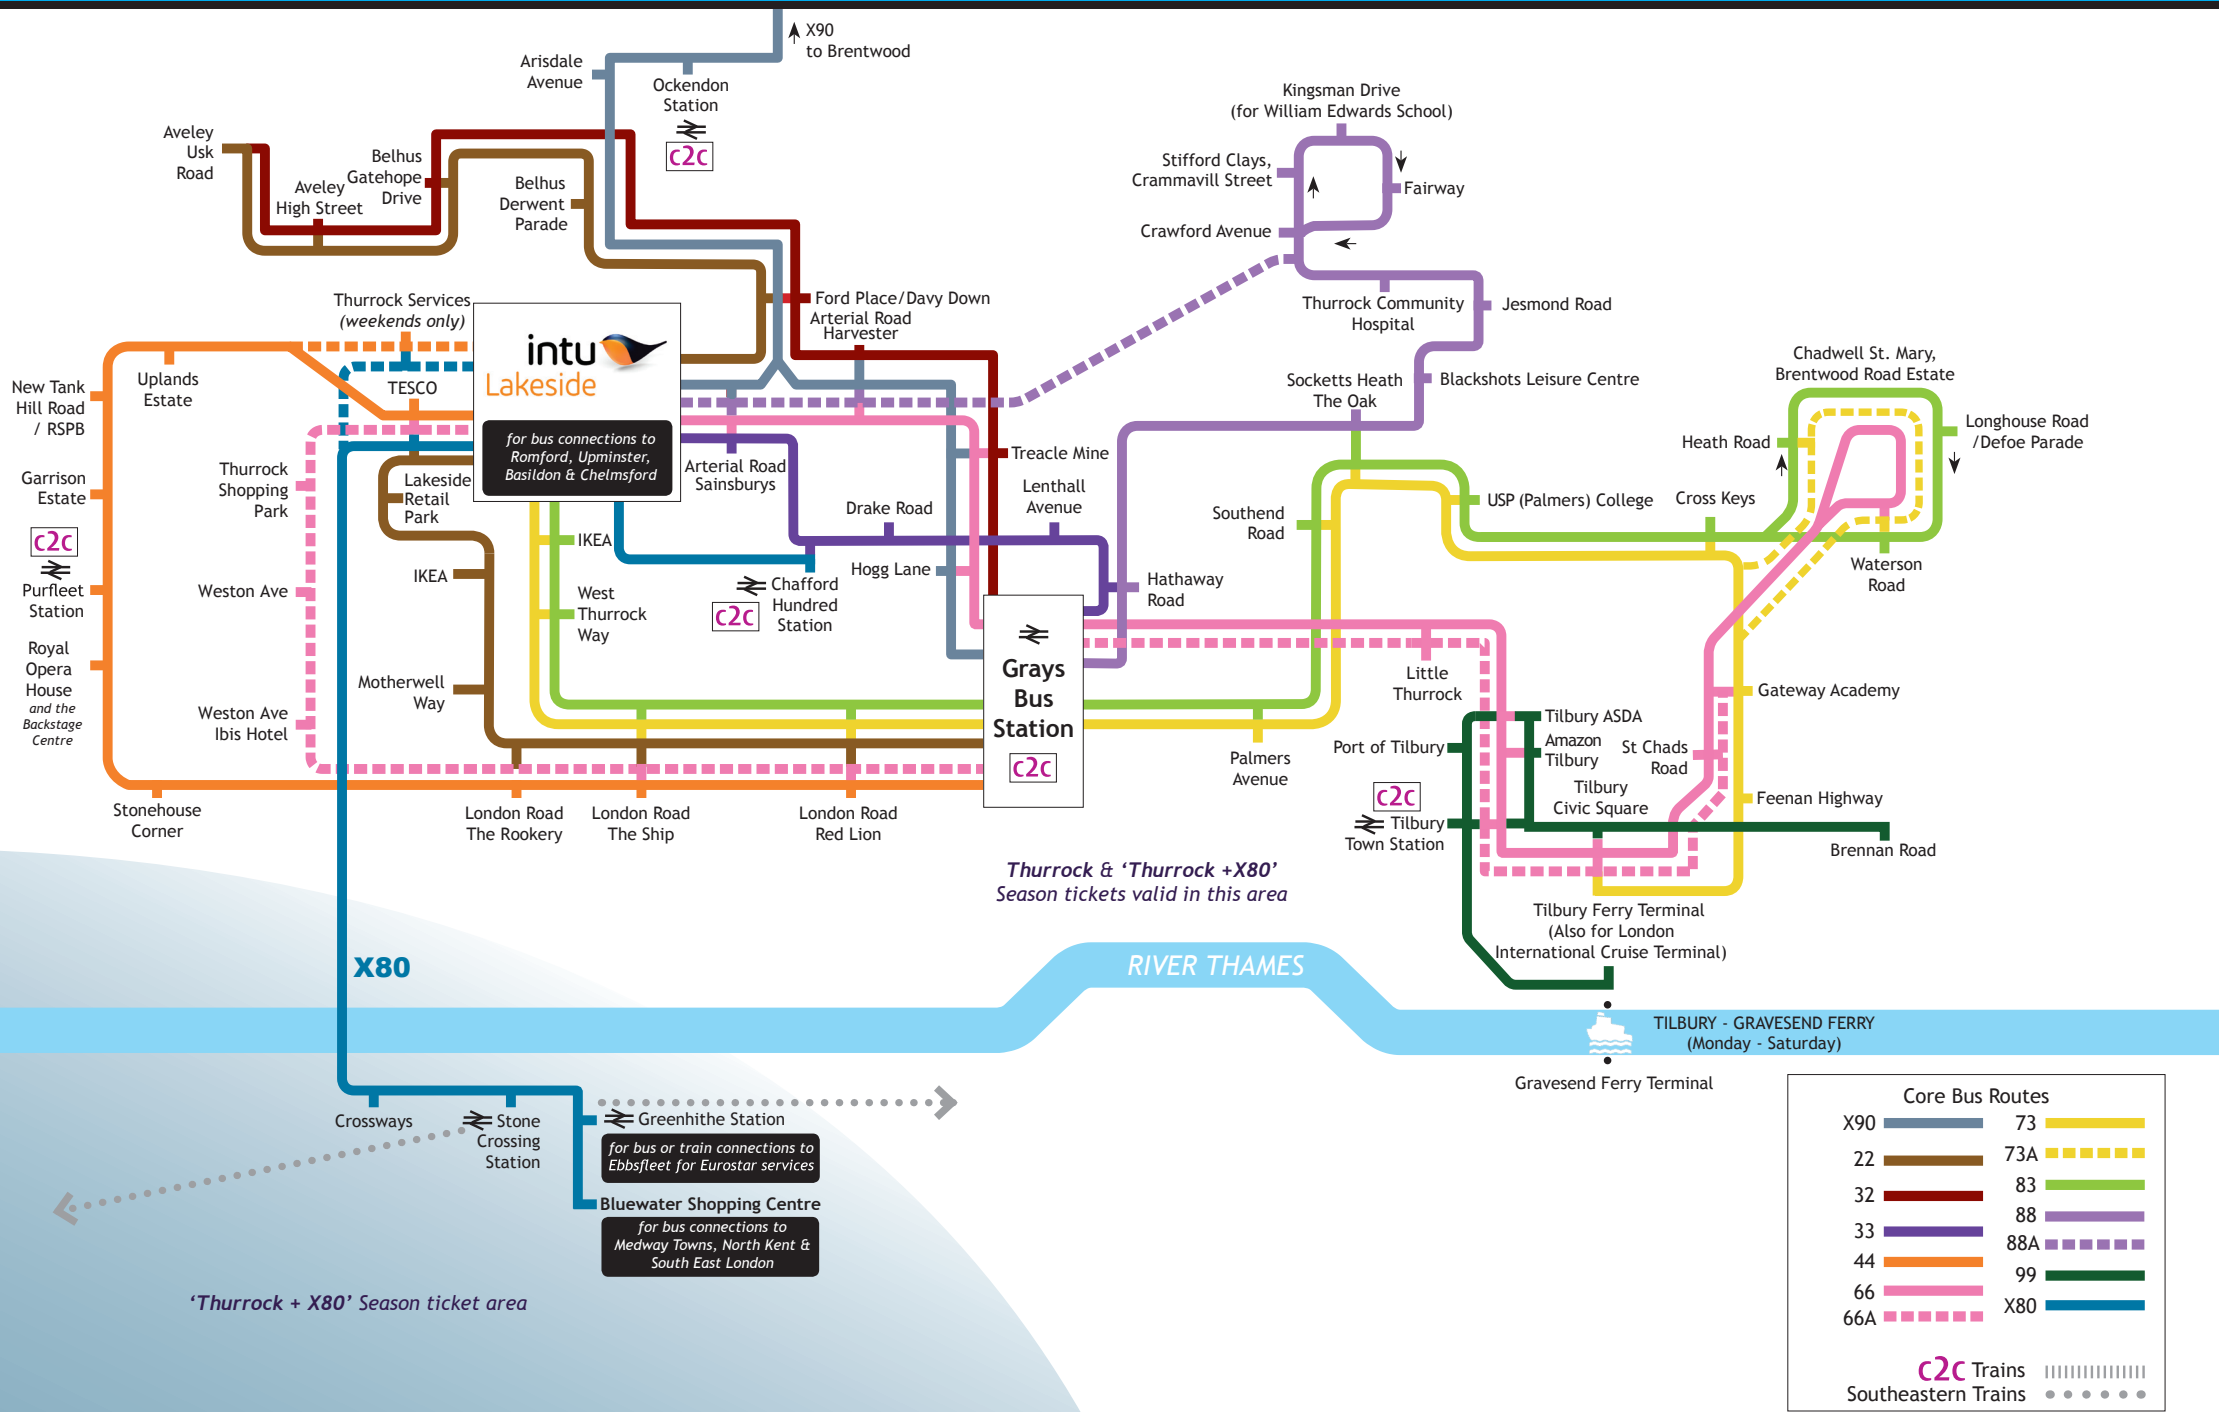 X90
to Brentwood
Arisdale
Avenue
Ockendon
Station
c2c
Aveley
Usk
Road
Aveley
High Street
Belhus
Gatehope
Drive
Belhus
Derwent
Parade
Kingsman Drive
(for William Edwards School)
Stifford Clays,
Crammavill Street
Fairway
Crawford Avenue
Thurrock Community
Hospital
Jesmond Road
Blackshots Leisure Centre
Socketts Heath
The Oak
Ford Place/Davy Down
Arterial Road
Harvester
Thurrock Services
(weekends only)
intu
Lakeside
for bus connections to
Romford, Upminster,
Basildon & Chelmsford
TESCO
Uplands
Estate
New Tank
Hill Road
/ RSPB
Garrison
Estate
c2c
Purfleet
Station
Royal
Opera
House
and the
Backstage
Centre
Stonehouse
Corner
Thurrock
Shopping
Park
Weston Ave
Weston Ave
Ibis Hotel
Lakeside
Retail
Park
IKEA
Motherwell
Way
IKEA
West
Thurrock
Way
Arterial Road
Sainsburys
Drake Road
Lenthall
Avenue
Treacle Mine
Hogg Lane
Chafford
Hundred
Station
c2c
Hathaway
Road
Grays
Bus
Station
c2c
London Road
The Rookery
London Road
The Ship
London Road
Red Lion
Southend
Road
USP (Palmers) College
Cross Keys
Chadwell St. Mary,
Brentwood Road Estate
Heath Road
Longhouse Road
/Defoe Parade
Waterson
Road
Palmers
Avenue
Little
Thurrock
Gateway Academy
Tilbury ASDA
Amazon
Tilbury
St Chads
Road
Port of Tilbury
Tilbury
Civic Square
Feenan Highway
c2c
Tilbury
Town Station
Brennan Road
Tilbury Ferry Terminal
(Also for London
International Cruise Terminal)
Thurrock & ‘Thurrock +X80’
Season tickets valid in this area
X80
RIVER THAMES
TILBURY - GRAVESEND FERRY
(Monday - Saturday)
Gravesend Ferry Terminal
Crossways
Stone
Crossing
Station
Greenhithe Station
for bus or train connections to
Ebbsfleet for Eurostar services
Bluewater Shopping Centre
for bus connections to
Medway Towns, North Kent &
South East London
‘Thurrock + X80’ Season ticket area
Core Bus Routes
X90
22
32
33
44
66
66A
73
73A
83
88
88A
99
X80
c2c Trains
Southeastern Trains